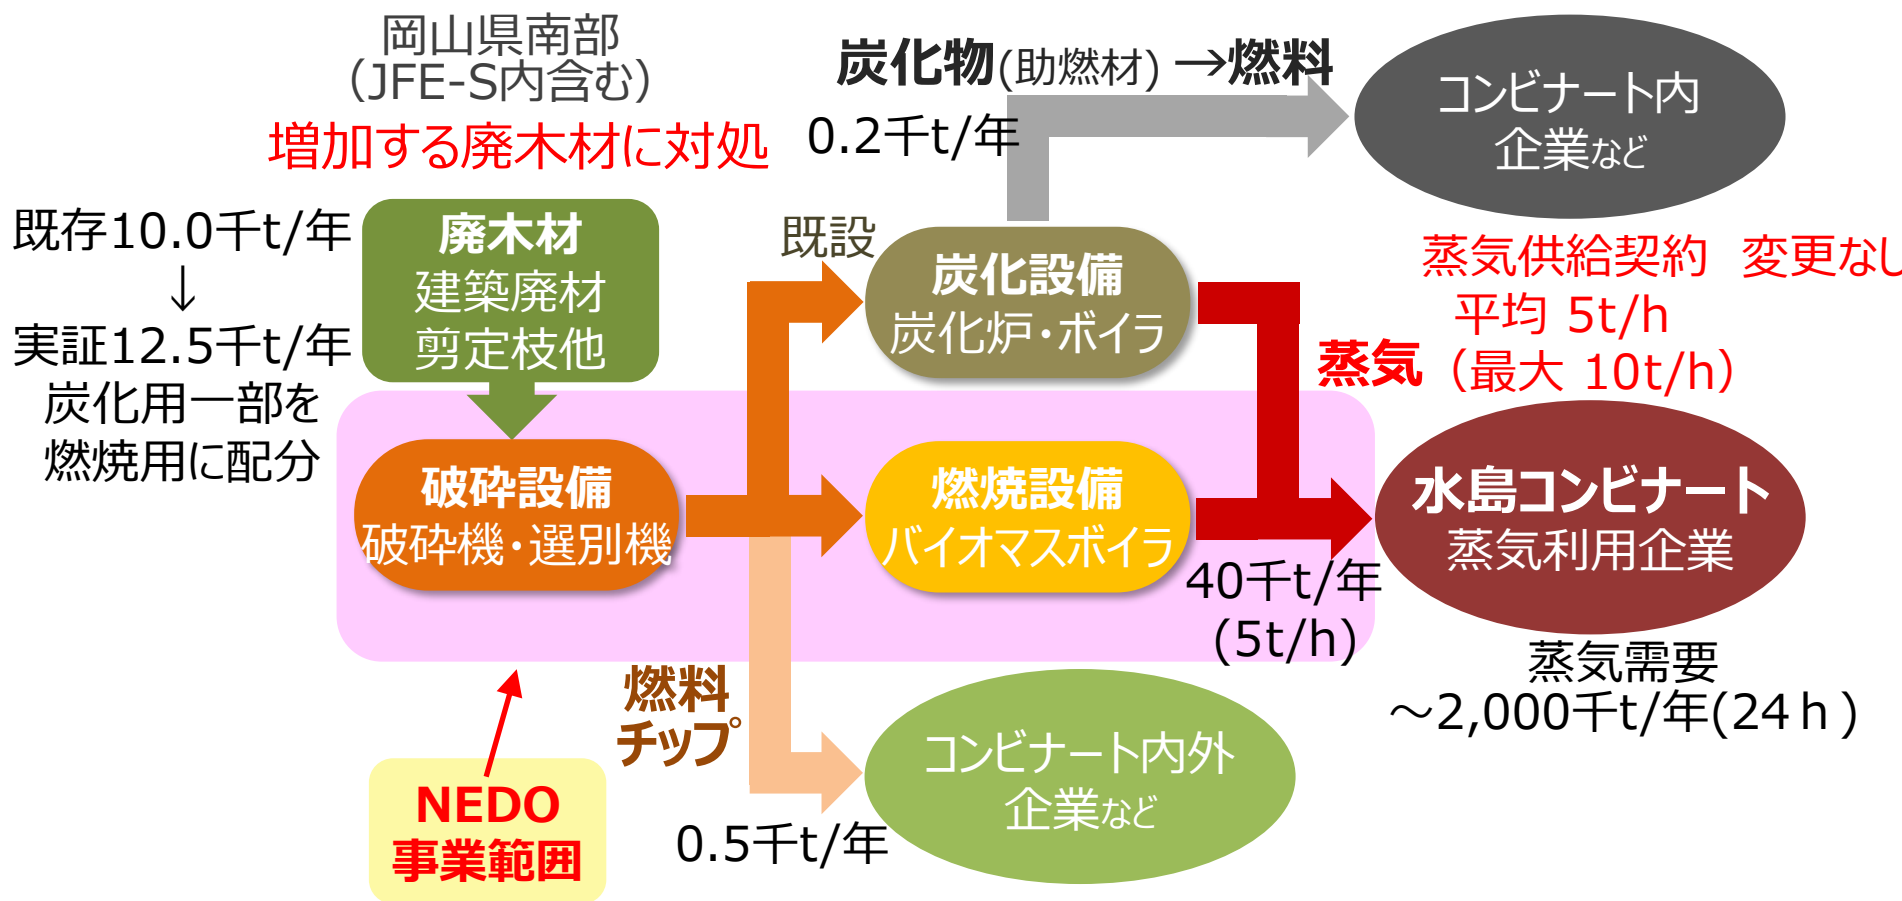 岡山県南部
（JFE-S内含む）
増加する廃木材に対処
既存10.0千t/年
↓
実証12.5千t/年
炭化用一部を
燃焼用に配分
廃木材
建築廃材
剪定枝他
破砕設備
破砕機・選別機
NEDO
事業範囲
炭化物(助燃材) →燃料
0.2千t/年
既設
炭化設備
炭化炉・ボイラ
燃焼設備
バイオマスボイラ
燃料
チップ
0.5千t/年
コンビナート内外
企業など
コンビナート内
企業など
蒸気供給契約　変更なし
平均 5t/h
蒸気（最大 10t/h）
40千t/年
(5t/h)
水島コンビナート
蒸気利用企業
蒸気需要
～2,000千t/年(24ｈ)